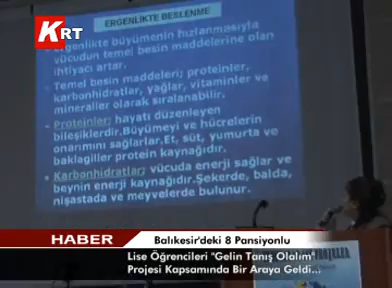 KRT
ERGENLİKTE BESLENME
Ergenlikte büyümenin hızlanmasıyla
vücudun temel besin maddelerine olan
ihtiyacı artar.
Temel besin maddeleri; proteinler,
karbonhidratlar, yağlar, vitaminler ve
mineraller olarak sıralanabilir.
• Proteinler; hayatı düzenleyen
bileşiklerdir.Büyümeyi ve hücrelerin
onarımını sağlarlar.Et, süt, yumurta ve
baklagiller protein kaynağıdır.
• Karbonhidratlar; vücuda enerji sağlar ve
beynin enerji kaynağıdır.Şekerde, balda,
nişastada ve meyvelerde bulunur.
HABER
Balıkesir'deki 8 Pansiyonlu
Lise Öğrencileri "Gelin Tanış Olalım"
Projesi Kapsamında Bir Araya Geldi...